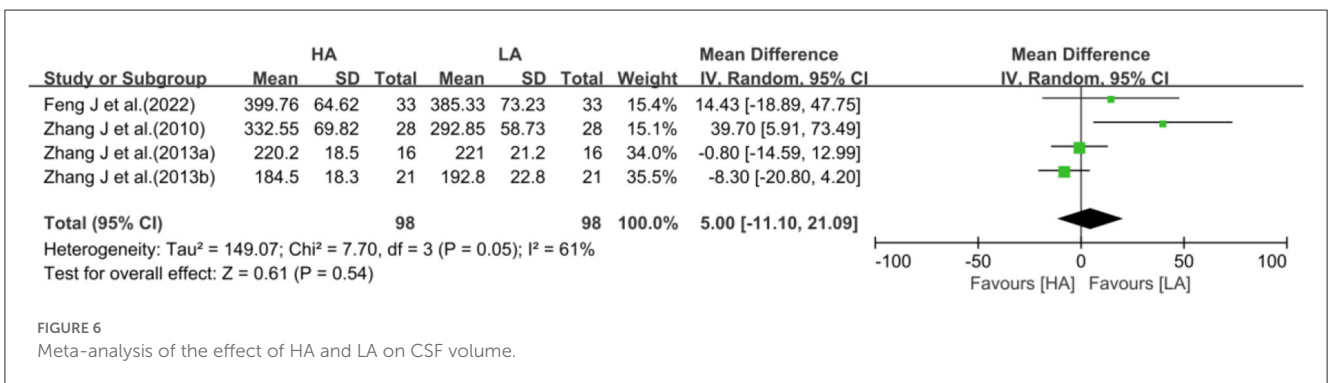 HA LA Mean Difference Mean Difference
Study or Subgroup Mean SD Total Mean SD Total Weight IV, Random, 95% CI IV, Random, 95% CI
Feng J et al.(2022) 399.76 64.62 33 385.33 73.23 33 15.4% 14.43 [-18.89, 47.75]
Zhang J et al.(2010) 332.55 69.82 28 292.85 58.73 28 15.1% 39.70 [5.91, 73.49]
Zhang J et al.(2013a) 220.2 18.5 16 221 21.2 16 34.0% -0.80 [-14.59, 12.99]
Zhang J et al.(2013b) 184.5 18.3 21 192.8 22.8 21 35.5% -8.30 [-20.80, 4.20]
Total (95% CI) 98 98 100.0% 5.00 [-11.10, 21.09]
Heterogeneity: Tau² = 149.07; Chi² = 7.70, df = 3 (P = 0.05); I² = 61%
Test for overall effect: Z = 0.61 (P = 0.54)
-100 -50 0 50 100
Favours [HA] Favours [LA]
FIGURE 6
Meta-analysis of the effect of HA and LA on CSF volume.